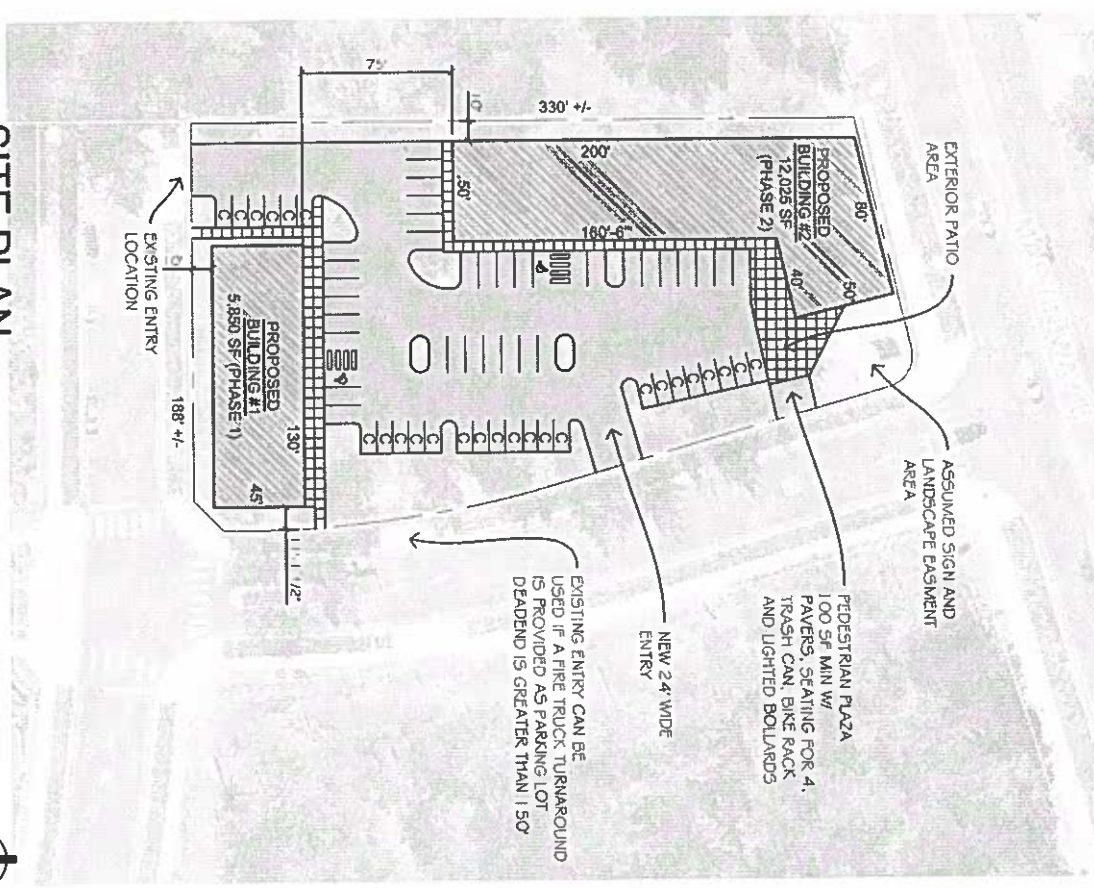 EXTERIOR PATIO
AREA
330' +/-
10'
PROPOSED
BUILDING #2
12,025 SF
(PHASE 2)
80'
200'
50'
40'
160'-6"
50'
ASSUMED SIGN AND
LANDSCAPE EASMENT
AREA
PEDESTRIAN PLAZA
100 SF MIN W/
PAVERS, SEATING FOR 4,
TRASH CAN, BIKE RACK
AND LIGHTED BOLLARDS
NEW 24' WIDE
ENTRY
EXISTING ENTRY CAN BE
USED IF A FIRE TRUCK TURNAROUND
IS PROVIDED AS PARKING LOT
DEADEND IS GREATER THAN 150'
C C C C C C C C
C C C C C C
C C C C C C C
C C C C C C
EXISTING ENTRY
LOCATION
PROPOSED
BUILDING #1
5,850 SF (PHASE 1)
130'
45'
188' +/-
SITE PLAN